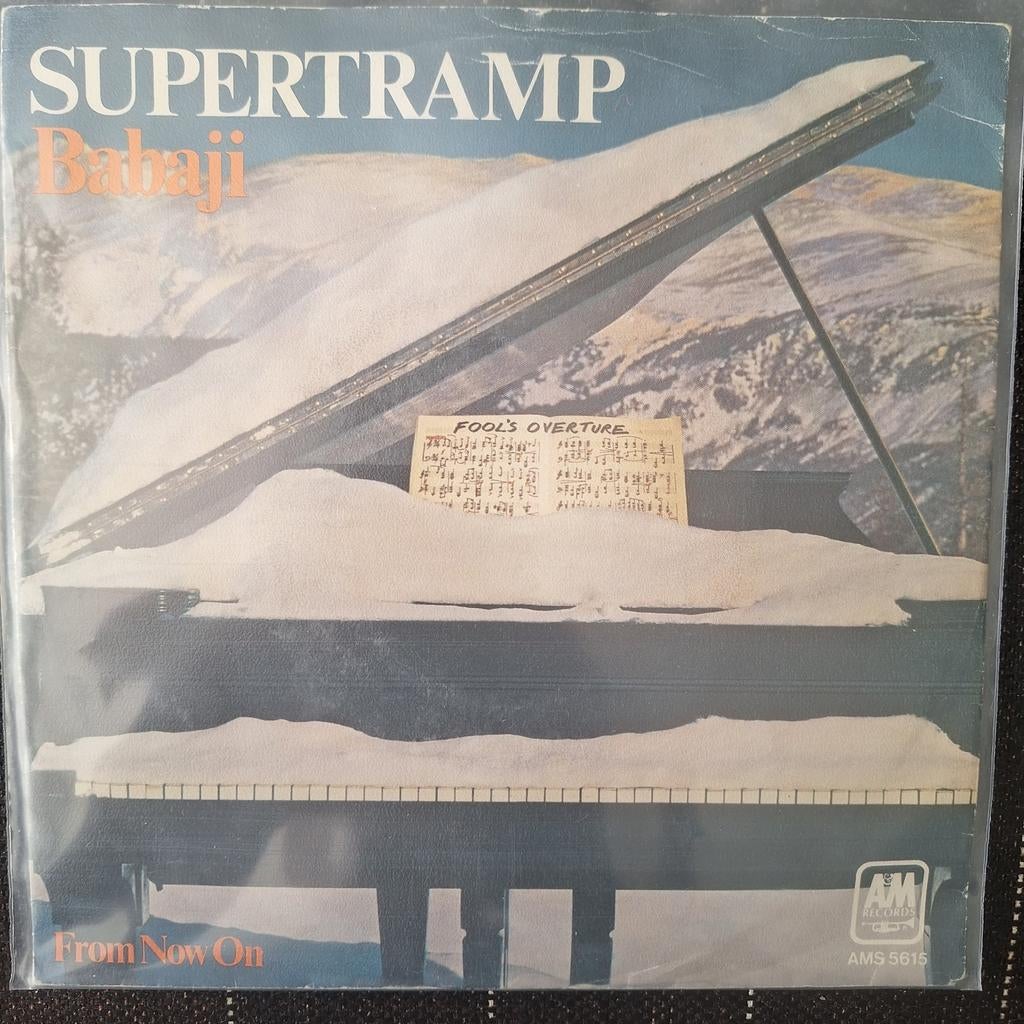 SUPERTRAMP
Babaji
FOOL'S OVERTURE
From Now On
A&M
RECORDS
AMS 5615